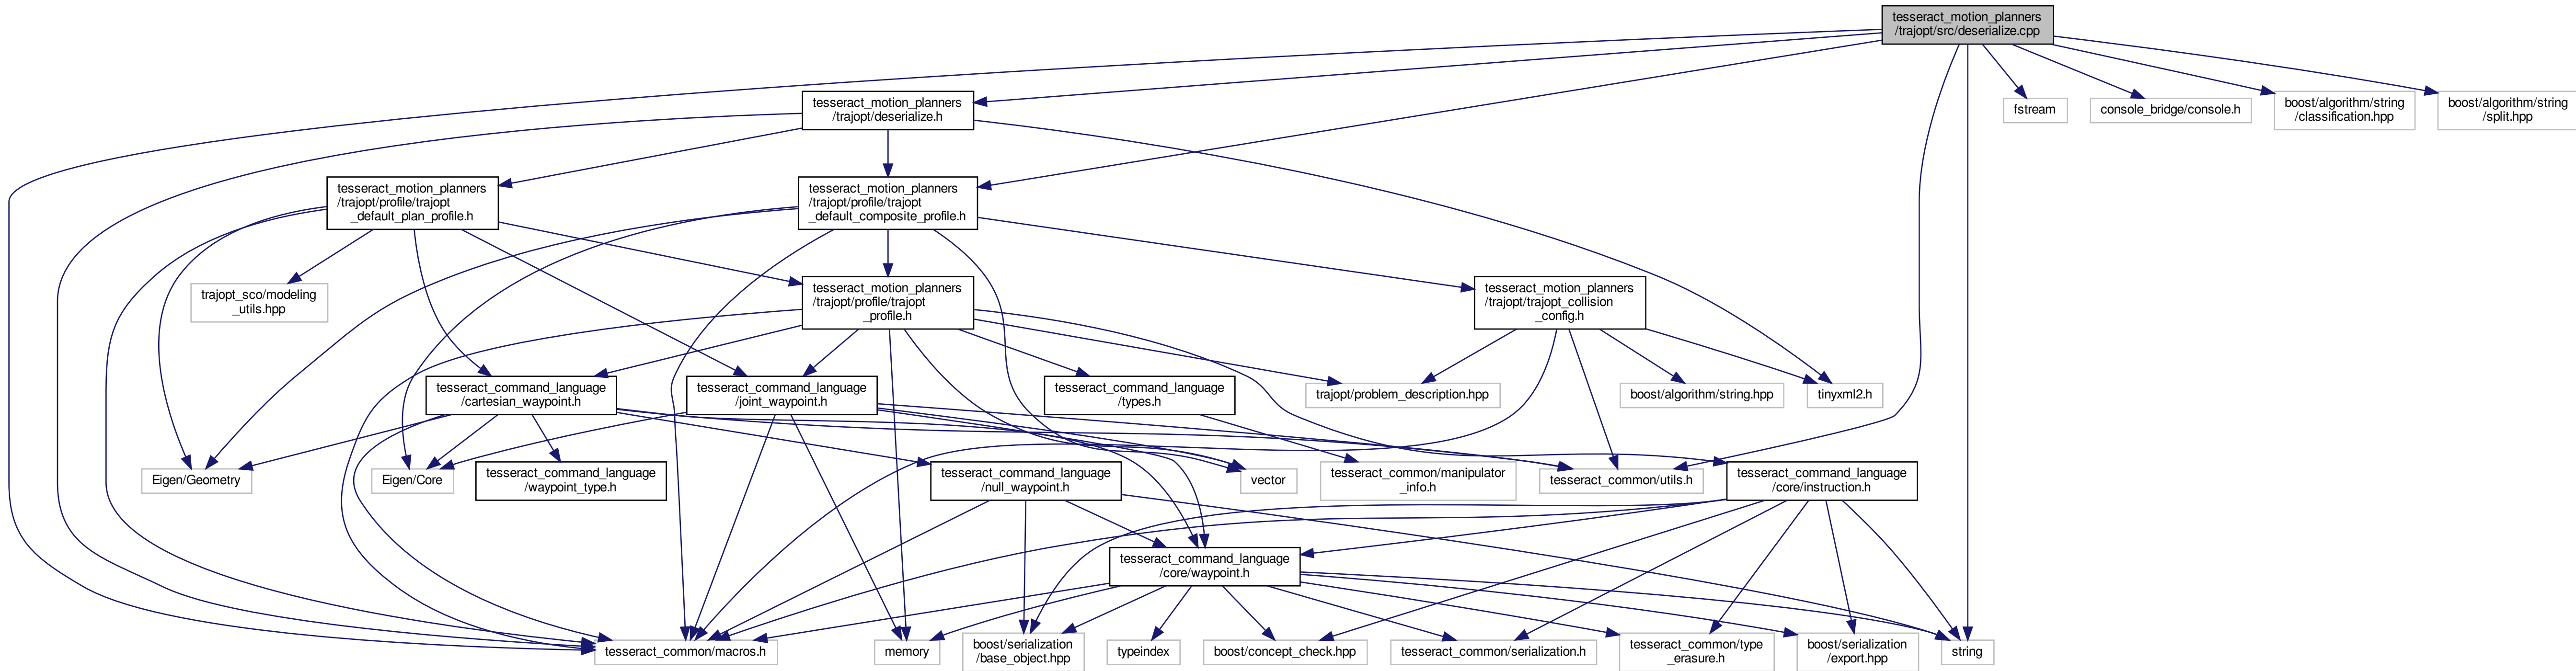 tesseract_motion_planners
/trajopt/src/deserialize.cpp
tesseract_motion_planners
/trajopt/deserialize.h
fstream
console_bridge/console.h
boost/algorithm/string
/classification.hpp
boost/algorithm/string
/split.hpp
tesseract_motion_planners
/trajopt/profile/trajopt
_default_plan_profile.h
tesseract_motion_planners
/trajopt/profile/trajopt
_default_composite_profile.h
trajopt_sco/modeling
_utils.hpp
tesseract_motion_planners
/trajopt/profile/trajopt
_profile.h
tesseract_motion_planners
/trajopt/trajopt_collision
_config.h
tesseract_command_language
/cartesian_waypoint.h
tesseract_command_language
/joint_waypoint.h
tesseract_command_language
/types.h
trajopt/problem_description.hpp
boost/algorithm/string.hpp
tinyxml2.h
Eigen/Geometry
Eigen/Core
tesseract_command_language
/waypoint_type.h
tesseract_command_language
/null_waypoint.h
vector
tesseract_common/manipulator
_info.h
tesseract_common/utils.h
tesseract_command_language
/core/instruction.h
tesseract_command_language
/core/waypoint.h
tesseract_common/macros.h
memory
boost/serialization
/base_object.hpp
typeindex
boost/concept_check.hpp
tesseract_common/serialization.h
tesseract_common/type
_erasure.h
boost/serialization
/export.hpp
string